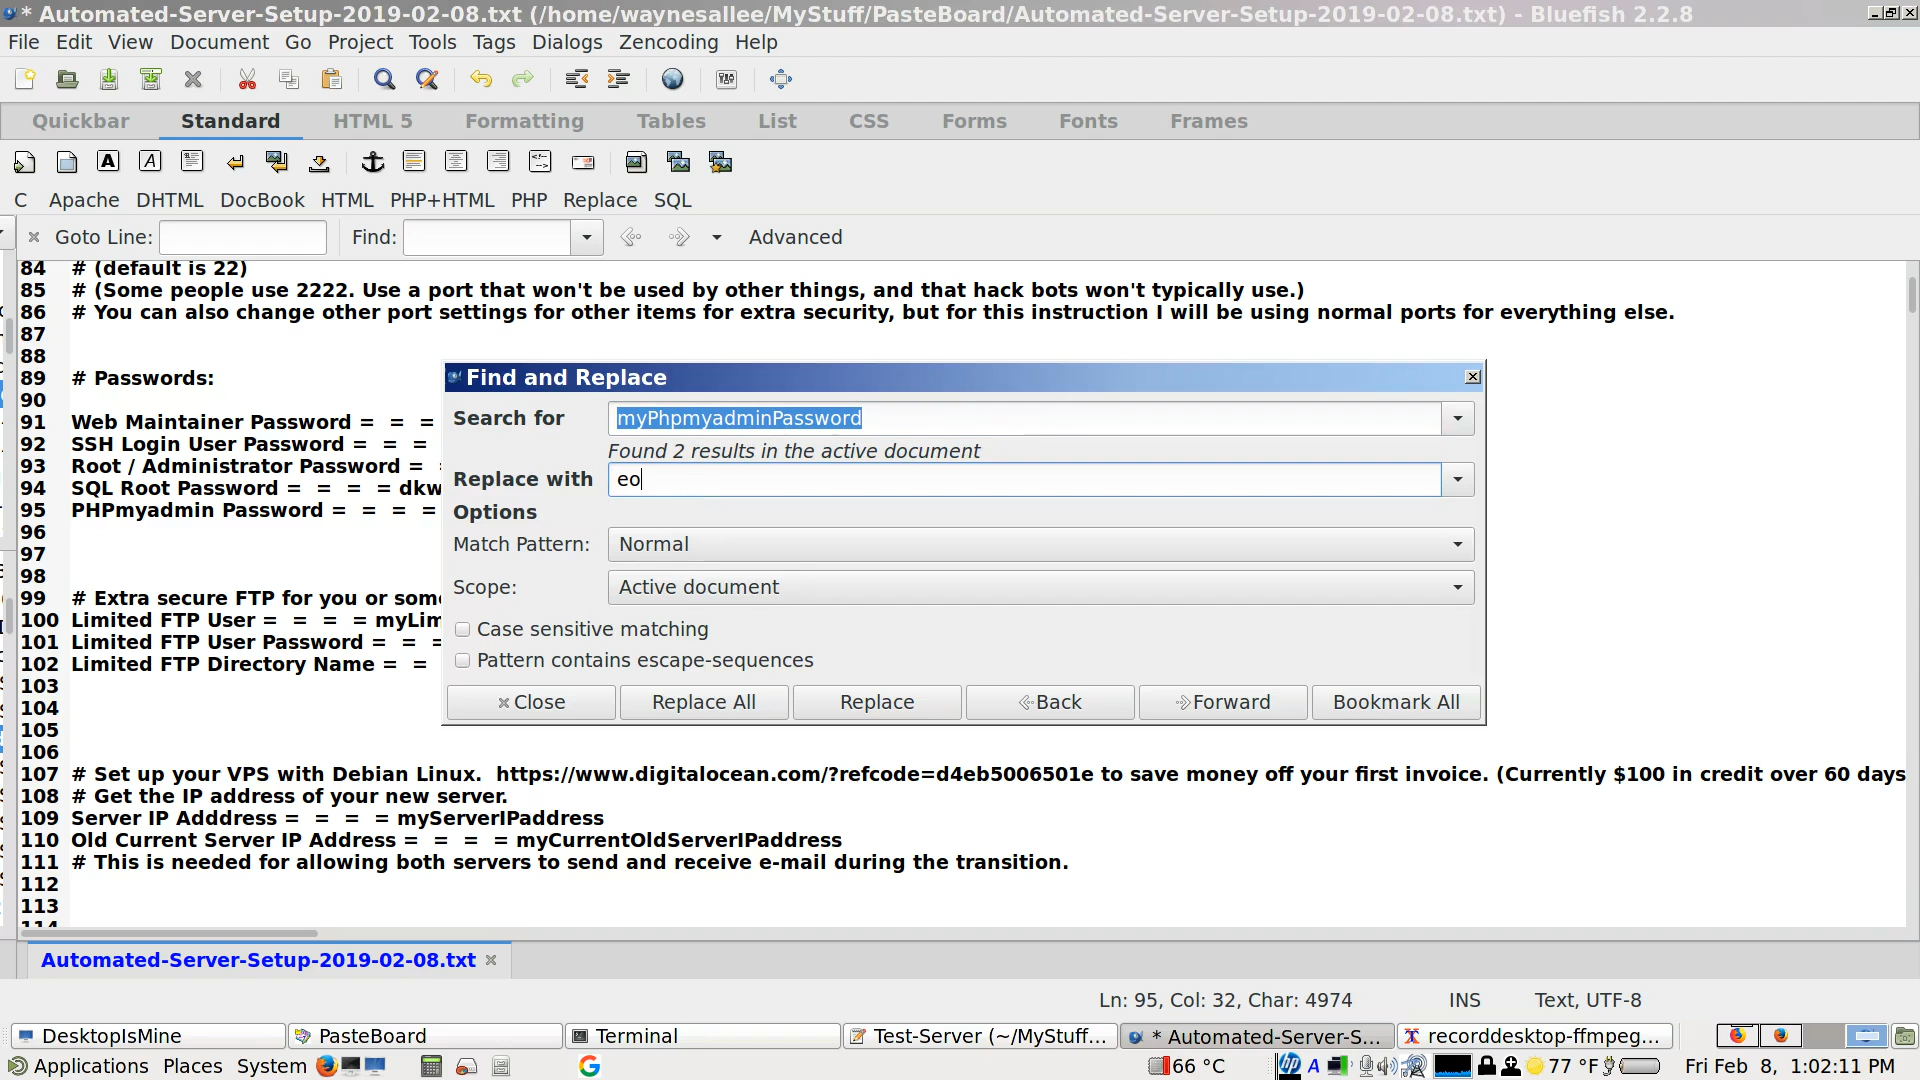 * Automated-Server-Setup-2019-02-08.txt (/home/waynesallee/MyStuff/PasteBoard/Automated-Server-Setup-2019-02-08.txt) - Bluefish 2.2.8
File Edit View Document Go Project Tools Tags Dialogs Zencoding Help
Quickbar Standard HTML 5 Formatting Tables List CSS Forms Fonts Frames
C Apache DHTML DocBook HTML PHP+HTML PHP Replace SQL
Goto Line: Find: Advanced
84 # (default is 22)
85 # (Some people use 2222. Use a port that won't be used by other things, and that hack bots won't typically use.)
86 # You can also change other port settings for other items for extra security, but for this instruction I will be using normal ports for everything else.
87
88
89 # Passwords:
90
91 Web Maintainer Password = = =
92 SSH Login User Password = = =
93 Root / Administrator Password =
94 SQL Root Password = = = = dkw
95 PHPmyadmin Password = = = =
96
97
98
99 # Extra secure FTP for you or som
100 Limited FTP User = = = = myLim
101 Limited FTP User Password = = =
102 Limited FTP Directory Name = =
103
104
105
106
107 # Set up your VPS with Debian Linux. https://www.digitalocean.com/?refcode=d4eb5006501e to save money off your first invoice. (Currently $100 in credit over 60 days
108 # Get the IP address of your new server.
109 Server IP Adddress = = = = myServerIPaddress
110 Old Current Server IP Address = = = = myCurrentOldServerIPaddress
111 # This is needed for allowing both servers to send and receive e-mail during the transition.
112
113
114
Find and Replace
Search for myPhpmyadminPassword
Found 2 results in the active document
Replace with eo
Options
Match Pattern: Normal
Scope: Active document
Case sensitive matching
Pattern contains escape-sequences
Close Replace All Replace Back Forward Bookmark All
Automated-Server-Setup-2019-02-08.txt
Ln: 95, Col: 32, Char: 4974 INS Text, UTF-8
DesktopIsMine PasteBoard Terminal Test-Server (~/MyStuff... * Automated-Server-S... recorddesktop-ffmpeg...
Applications Places System 66 °C A 77 °F Fri Feb 8, 1:02:11 PM